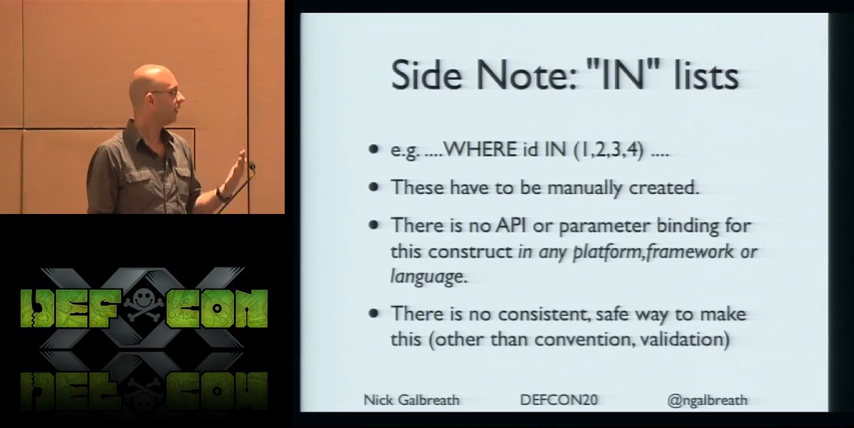 Side Note: "IN" lists
e.g. ....WHERE id IN (1,2,3,4) ....
These have to be manually created.
There is no API or parameter binding for
this construct in any platform,framework or
language.
There is no consistent, safe way to make
this (other than convention, validation)
Nick Galbreath DEFCON20 @ngalbreath
DEFCON
XX